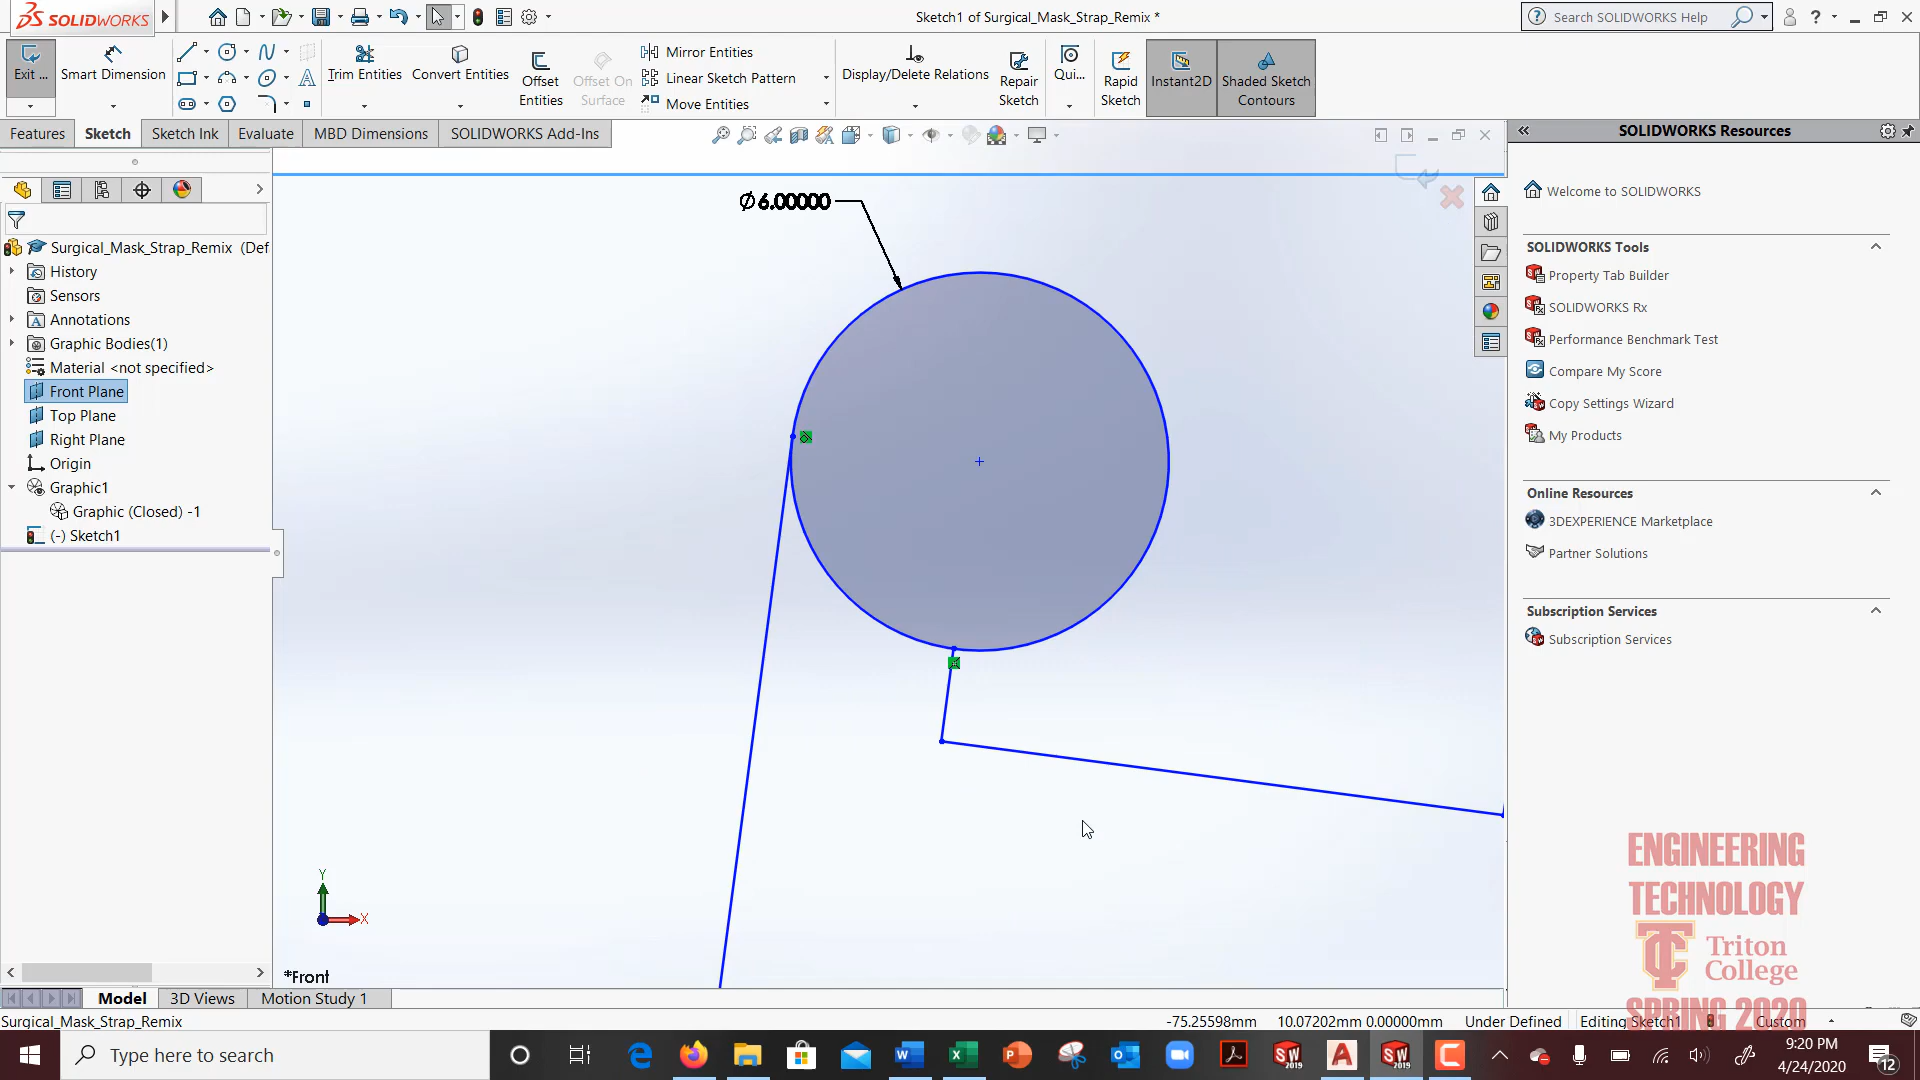 SOLIDWORKS
Sketch1 of Surgical_Mask_Strap_Remix *
Search SOLIDWORKS Help
Exit ...
Smart Dimension
Trim Entities
Convert Entities
Offset Entities
Offset On Surface
Mirror Entities
Linear Sketch Pattern
Move Entities
Display/Delete Relations
Repair Sketch
Qui...
Rapid Sketch
Instant2D
Shaded Sketch Contours
Features
Sketch
Sketch Ink
Evaluate
MBD Dimensions
SOLIDWORKS Add-Ins
SOLIDWORKS Resources
Surgical_Mask_Strap_Remix (Def
History
Sensors
Annotations
Graphic Bodies(1)
Material <not specified>
Front Plane
Top Plane
Right Plane
Origin
Graphic1
Graphic (Closed) -1
(-) Sketch1
∅6.00000
Y
X
*Front
Welcome to SOLIDWORKS
SOLIDWORKS Tools
Property Tab Builder
SOLIDWORKS Rx
Performance Benchmark Test
Compare My Score
Copy Settings Wizard
My Products
Online Resources
3DEXPERIENCE Marketplace
Partner Solutions
Subscription Services
Subscription Services
ENGINEERING
TECHNOLOGY
TC Triton
College
SPRING 2020
Model
3D Views
Motion Study 1
Surgical_Mask_Strap_Remix
-75.25598mm
10.07202mm 0.00000mm
Under Defined
Editing Sketch1
Custom
Type here to search
9:20 PM
4/24/2020
12